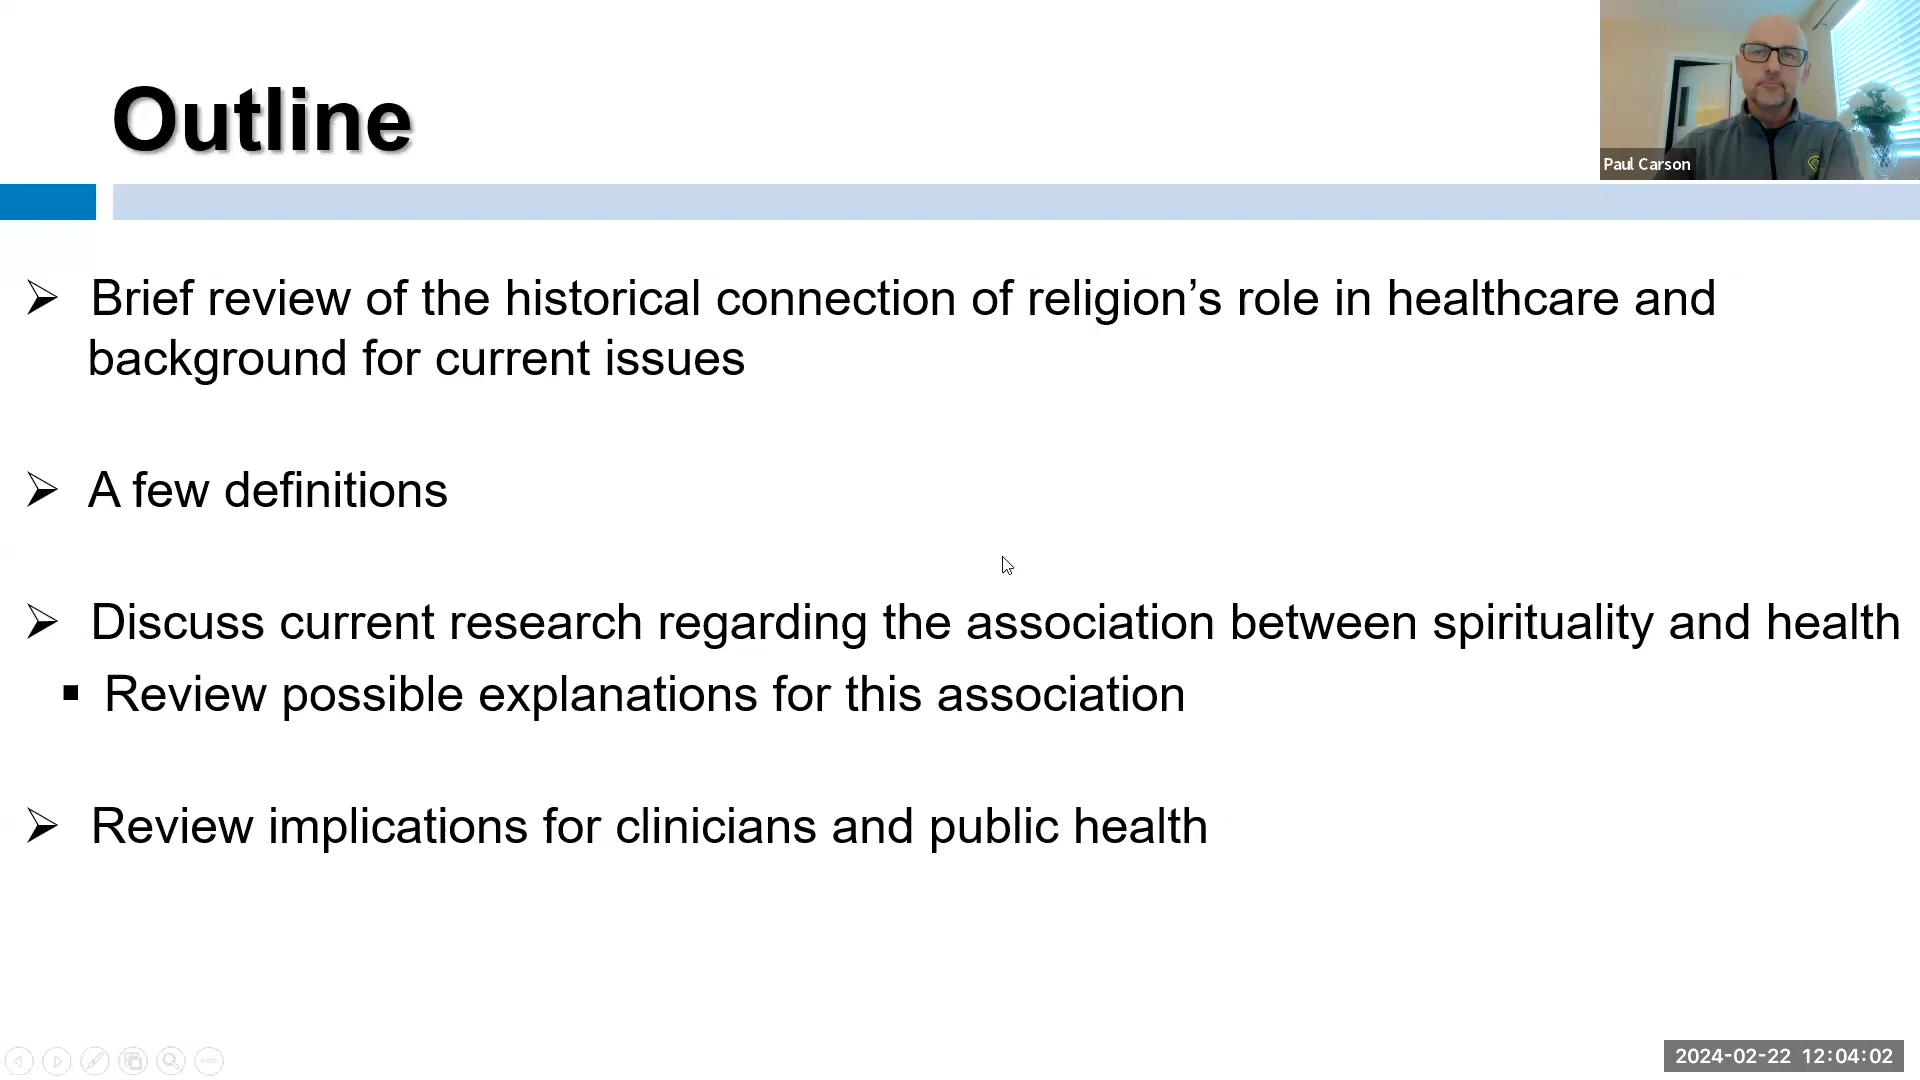 Outline
Paul Carson
Brief review of the historical connection of religion’s role in healthcare and
background for current issues
A few definitions
Discuss current research regarding the association between spirituality and health
Review possible explanations for this association
Review implications for clinicians and public health
2024-02-22 12:04:02